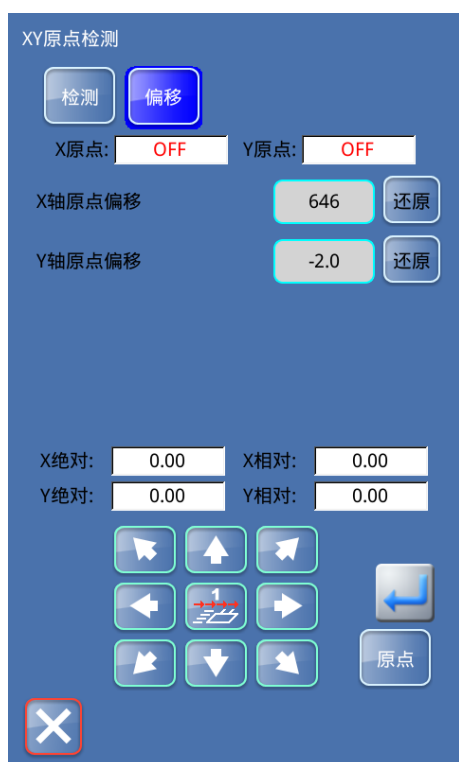 XY原点检测
检测 偏移
X原点: OFF Y原点: OFF
X轴原点偏移 646 还原
Y轴原点偏移 -2.0 还原
X绝对: 0.00 X相对: 0.00
Y绝对: 0.00 Y相对: 0.00
1
原点